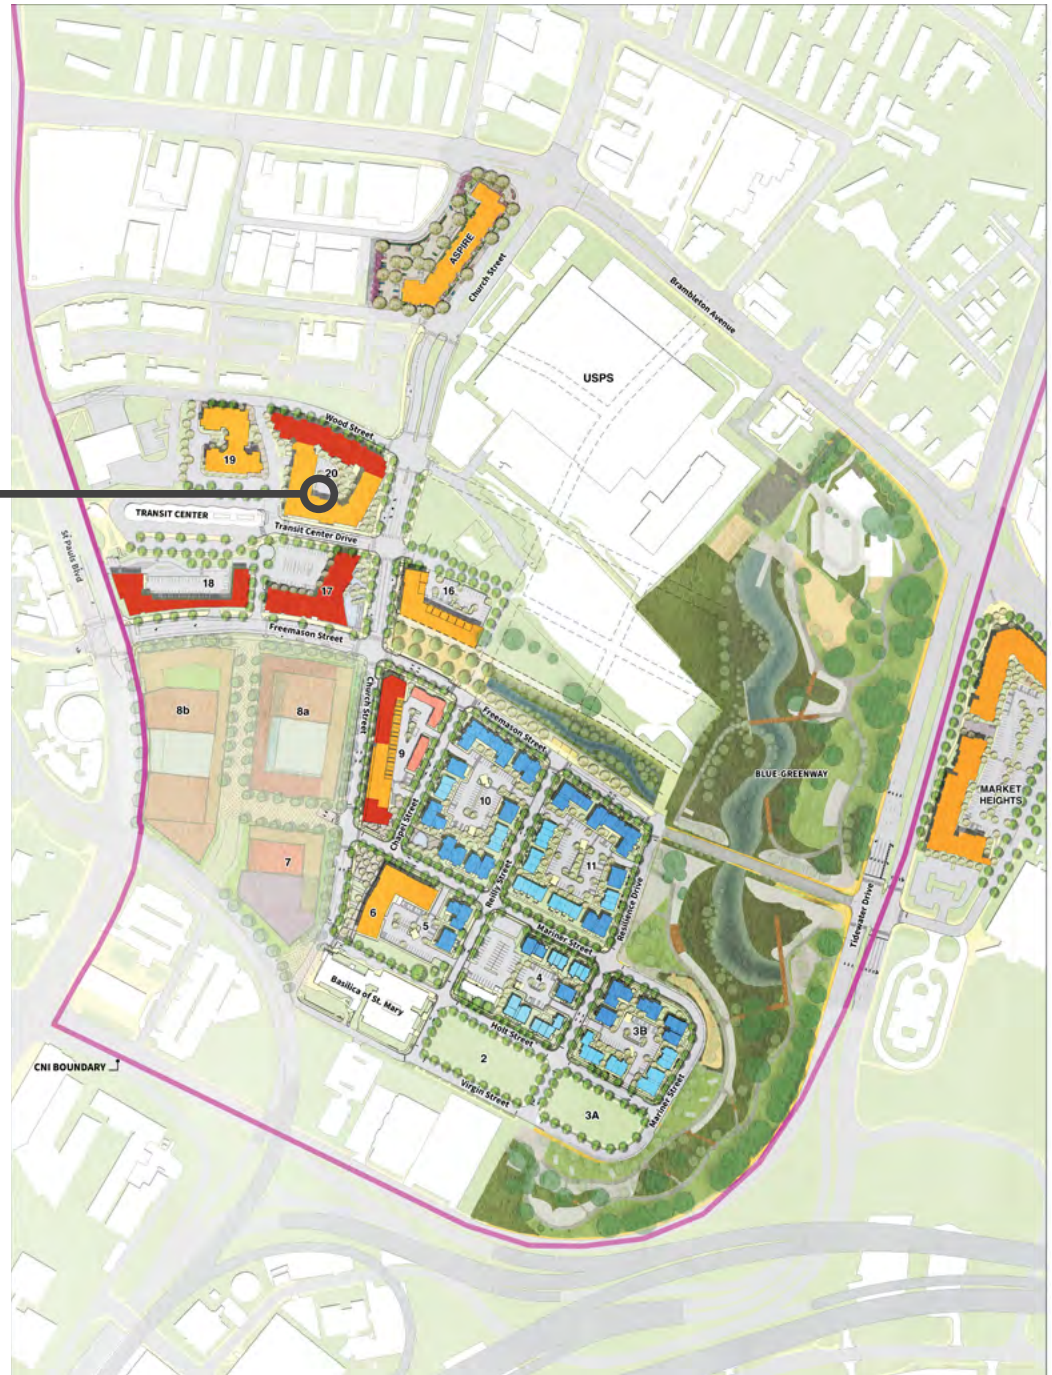 ASPIRE
Church Street
Brambleton Avenue
USPS
Wood Street
19
20
TRANSIT CENTER
Transit Center Drive
St Pauls Blvd
18
17
16
Freemason Street
8b
8a
Church Street
Freemason Street
9
BLUE-GREENWAY
MARKET
HEIGHTS
10
Chapel Street
11
7
Reilly Street
Resilience Drive
6
5
Mariner Street
Tidewater Drive
4
Basilica of St. Mary
3B
Holt Street
2
CNI BOUNDARY
Virgin Street
Mariner Street
3A